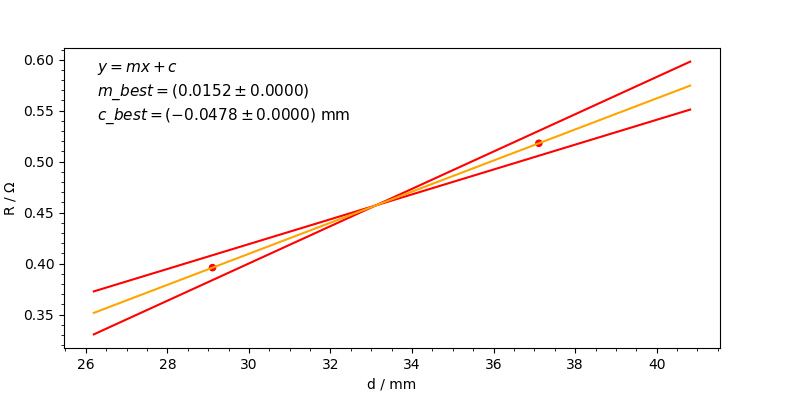 y = mx + c
m_best = (0.0152 ± 0.0000)
c_best = (−0.0478 ± 0.0000) mm
0.60
0.55
0.50
0.45
0.40
0.35
R / Ω
26 28 30 32 34 36 38 40
d / mm